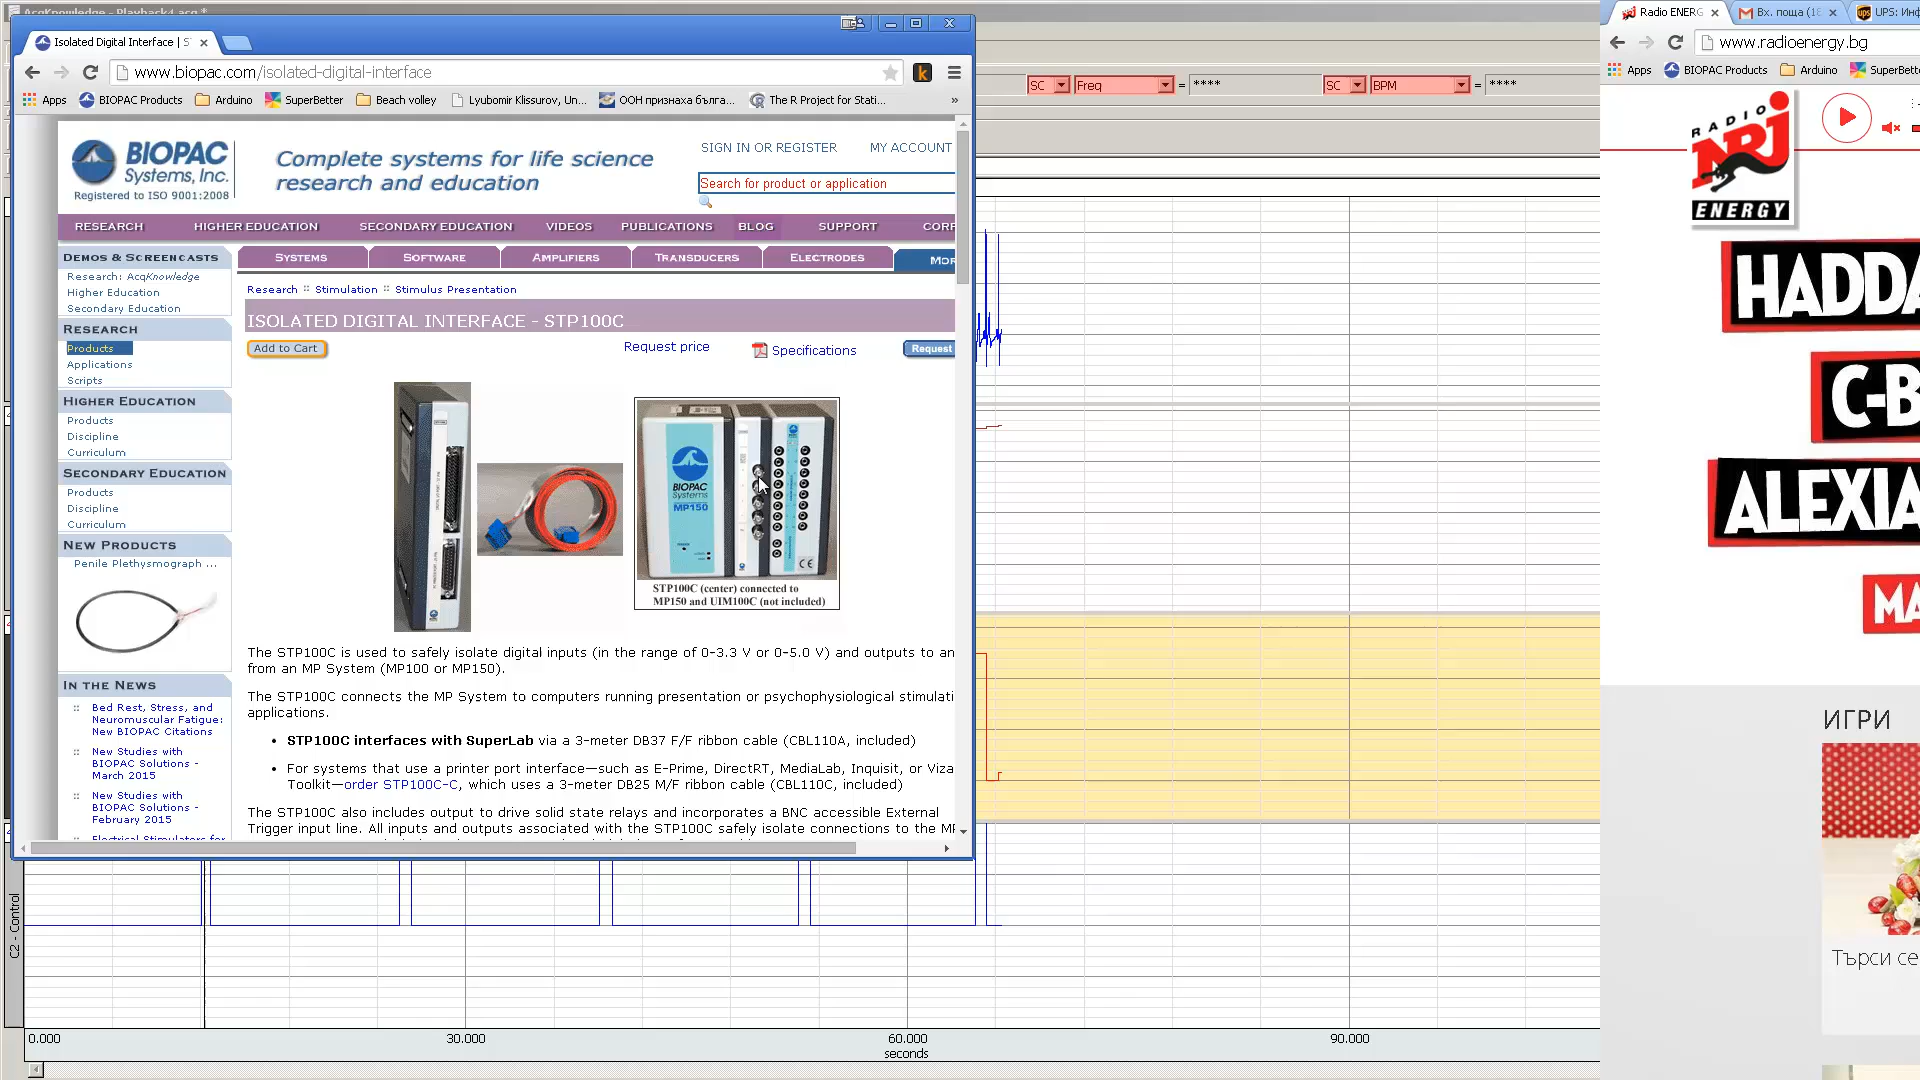 AcqKnowledge - Playback4.acq *
Isolated Digital Interface | S
www.biopac.com/isolated-digital-interface
Apps
BIOPAC Products
Arduino
SuperBetter
Beach volley
Lyubomir Klissurov, Un...
ООН признаха бълга...
The R Project for Stati...
»
BIOPAC
Systems, Inc.
Registered to ISO 9001:2008
Complete systems for life science
research and education
SIGN IN OR REGISTER
MY ACCOUNT
Search for product or application
RESEARCH
HIGHER EDUCATION
SECONDARY EDUCATION
VIDEOS
PUBLICATIONS
BLOG
SUPPORT
CORP
SYSTEMS
SOFTWARE
AMPLIFIERS
TRANSDUCERS
ELECTRODES
MOR
DEMOS & SCREENCASTS
Research: AcqKnowledge
Higher Education
Secondary Education
RESEARCH
Products
Applications
Scripts
HIGHER EDUCATION
Products
Discipline
Curriculum
SECONDARY EDUCATION
Products
Discipline
Curriculum
NEW PRODUCTS
Penile Plethysmograph ...
IN THE NEWS
Bed Rest, Stress, and
Neuromuscular Fatigue:
New BIOPAC Citations
New Studies with
BIOPAC Solutions -
March 2015
New Studies with
BIOPAC Solutions -
February 2015
Electrical Stimulators for
Research :: Stimulation :: Stimulus Presentation
ISOLATED DIGITAL INTERFACE - STP100C
Add to Cart
Request price
Specifications
Request
BIOPAC
Systems
MP150
STP100C (center) connected to
MP150 and UIM100C (not included)
The STP100C is used to safely isolate digital inputs (in the range of 0-3.3 V or 0-5.0 V) and outputs to an
from an MP System (MP100 or MP150).
The STP100C connects the MP System to computers running presentation or psychophysiological stimulati
applications.
• STP100C interfaces with SuperLab via a 3-meter DB37 F/F ribbon cable (CBL110A, included)
• For systems that use a printer port interface—such as E-Prime, DirectRT, MediaLab, Inquisit, or Viza
Toolkit—order STP100C-C, which uses a 3-meter DB25 M/F ribbon cable (CBL110C, included)
The STP100C also includes output to drive solid state relays and incorporates a BNC accessible External
Trigger input line. All inputs and outputs associated with the STP100C safely isolate connections to the MP
SC
Freq
= ****
SC
BPM
= ****
C2 - Control
0.000
30.000
60.000
90.000
seconds
Radio ENERG
Вх. поща (18
UPS: Инф
www.radioenergy.bg
Apps
BIOPAC Products
Arduino
SuperBett
RADIO
NRJ
ENERGY
HADDA
C-B
ALEXIA
MA
ИГРИ
Търси се